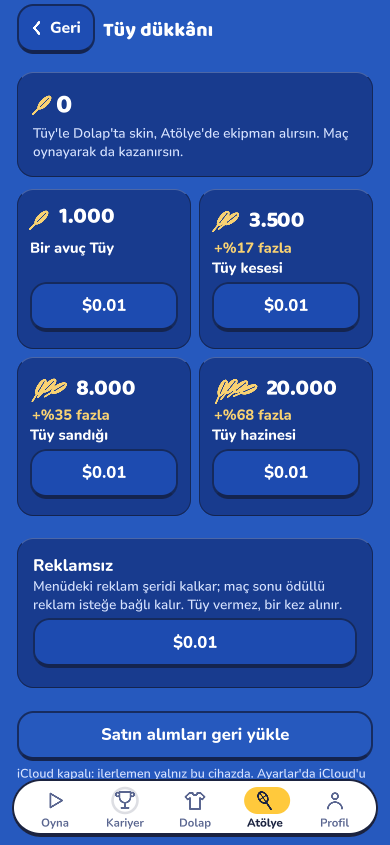 Geri
Tüy dükkânı
0
Tüy'le Dolap'ta skin, Atölye'de ekipman alırsın. Maç
oynayarak da kazanırsın.
1.000
Bir avuç Tüy
$0.01
3.500
+%17 fazla
Tüy kesesi
$0.01
8.000
+%35 fazla
Tüy sandığı
$0.01
20.000
+%68 fazla
Tüy hazinesi
$0.01
Reklamsız
Menüdeki reklam şeridi kalkar; maç sonu ödüllü
reklam isteğe bağlı kalır. Tüy vermez, bir kez alınır.
$0.01
Satın alımları geri yükle
iCloud kapalı: ilerlemen yalnız bu cihazda. Ayarlar'da iCloud'u
Oyna
Kariyer
Dolap
Atölye
Profil